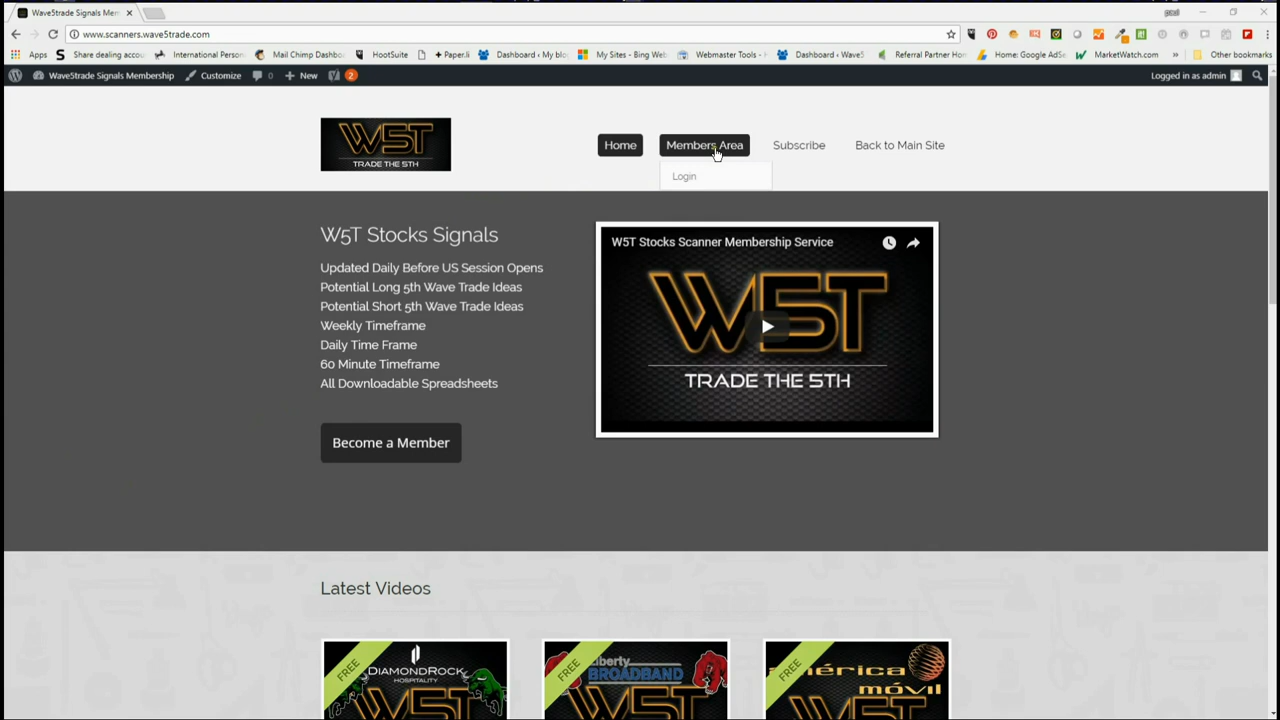 Wave5trade Signals Mem
paul
www.scanners.wave5trade.com
Apps Share dealing accou International Person Mail Chimp Dashbo HootSuite + Paper.li Dashboard ‹ My blo My Sites - Bing Web Webmaster Tools - Dashboard ‹ Wave5 Referral Partner Hor Home: Google AdSe MarketWatch.com » Other bookmarks
Wave5trade Signals Membership Customize 0 New 2 Logged in as admin
W5T
TRADE THE 5TH
Home Members Area Subscribe Back to Main Site
Login
W5T Stocks Signals
Updated Daily Before US Session Opens
Potential Long 5th Wave Trade Ideas
Potential Short 5th Wave Trade Ideas
Weekly Timeframe
Daily Time Frame
60 Minute Timeframe
All Downloadable Spreadsheets
Become a Member
W5T Stocks Scanner Membership Service
W5T
TRADE THE 5TH
Latest Videos
FREE
DIAMONDROCK
HOSPITALITY
W5T
FREE
Liberty
BROADBAND
W5T
FREE
américa
móvil
W5T